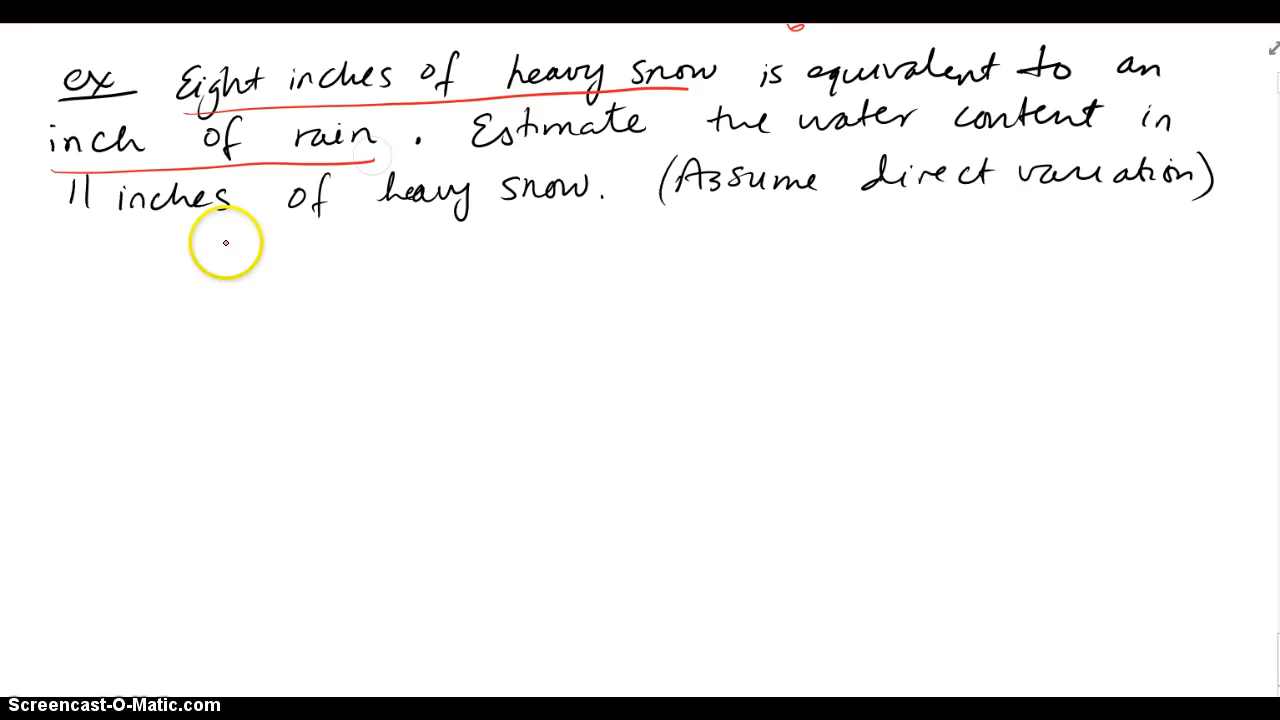 ex Eight inches of heavy snow is equivalent to an
inch of rain. Estimate the water content in
11 inches of heavy snow. (Assume direct variation)
Screencast-O-Matic.com